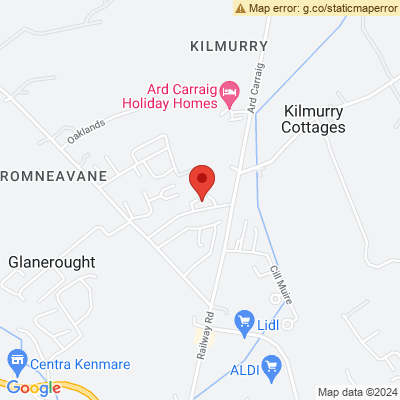 Map error: g.co/staticmaperror
KILMURRY
Ard Carraig
Holiday Homes
Ard Carraig
Kilmurry
Cottages
Oaklands
ROMNEAVANE
Glanerought
Cill Muire
Railway Rd
Lidl
ALDI
Centra Kenmare
Google
Map data ©2024